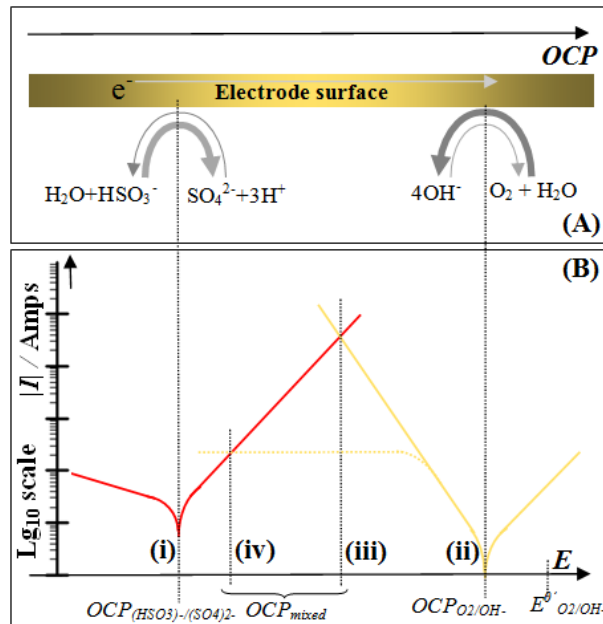 OCP
e⁻ Electrode surface
H₂O+HSO₃⁻ SO₄²⁻+3H⁺ 4OH⁻ O₂ + H₂O
(A)
(B)
Lg₁₀ scale |I| / Amps
(i) (iv) (iii) (ii) E
OCP(HSO3)-/(SO4)2- OCPmixed OCPO2/OH- Eᶿ′O2/OH-